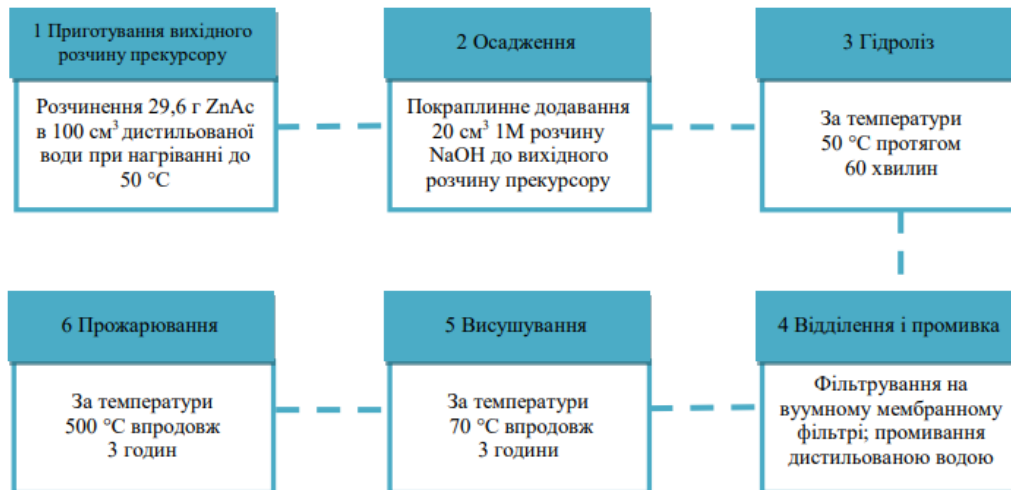 1 Приготування вихідного
розчину прекурсору
Розчинення 29,6 г ZnAc
в 100 см³ дистильованої
води при нагріванні до
50 °С
2 Осадження
Покраплинне додавання
20 см³ 1М розчину
NaOH до вихідного
розчину прекурсору
3 Гідроліз
За температури
50 °С протягом
60 хвилин
4 Відділення і промивка
Фільтрування на
вуумному мембранному
фільтрі; промивання
дистильованою водою
5 Висушування
За температури
70 °С впродовж
3 години
6 Прожарювання
За температури
500 °С впродовж
3 годин